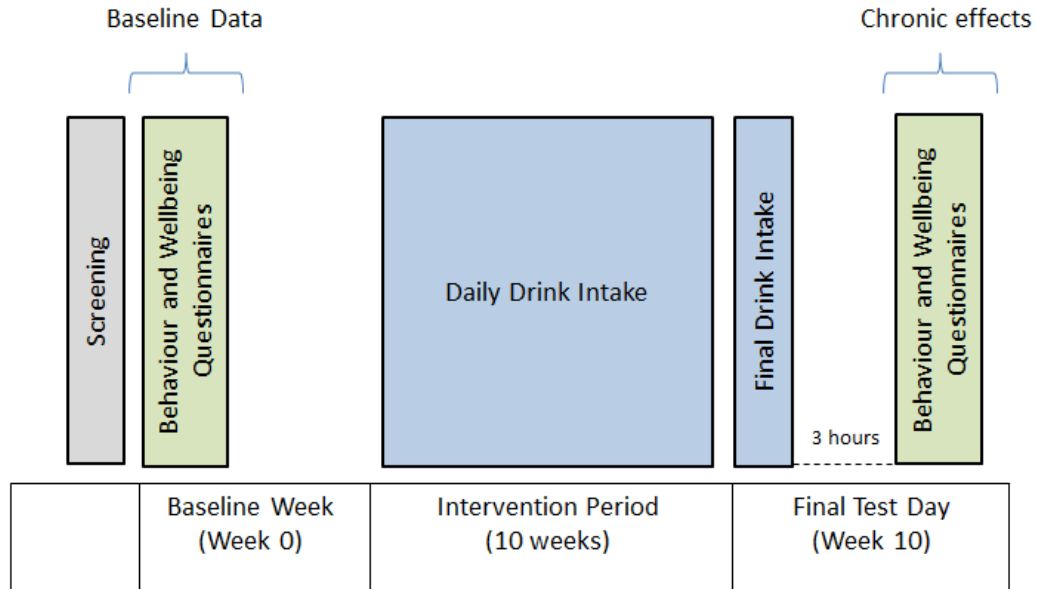 Baseline Data
Chronic effects
Screening
Behaviour and Wellbeing
Questionnaires
Daily Drink Intake
Final Drink Intake
3 hours
Behaviour and Wellbeing
Questionnaires
Baseline Week
(Week 0)
Intervention Period
(10 weeks)
Final Test Day
(Week 10)